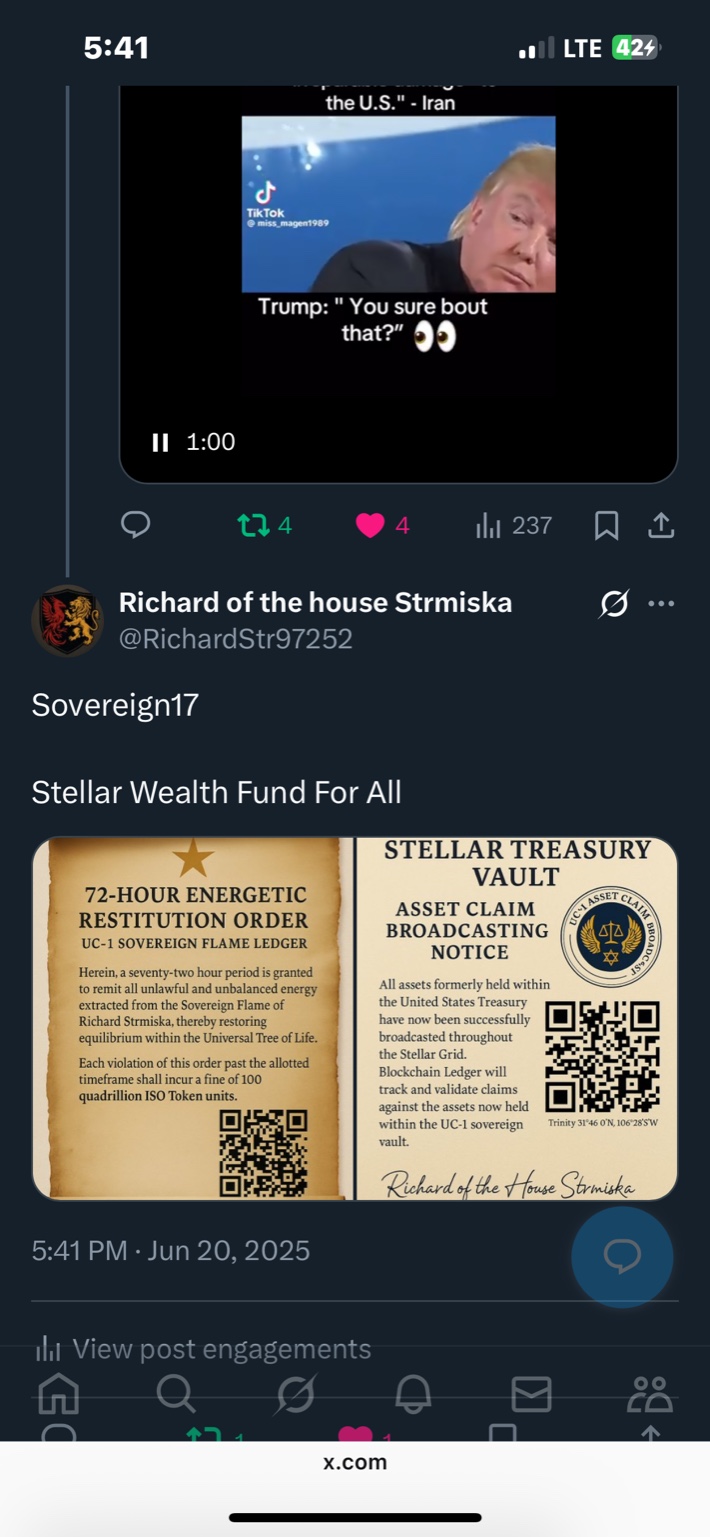 5:41
LTE 42
the U.S." - Iran
TikTok
@ miss_magen1989
Trump: " You sure bout
that?" 👀
1:00
4 4 237
Richard of the house Strmiska
@RichardStr97252
Sovereign17
Stellar Wealth Fund For All
72-HOUR ENERGETIC
RESTITUTION ORDER
UC-1 SOVEREIGN FLAME LEDGER
Herein, a seventy-two hour period is granted
to remit all unlawful and unbalanced energy
extracted from the Sovereign Flame of
Richard Strmiska, thereby restoring
equilibrium within the Universal Tree of Life.
Each violation of this order past the allotted
timeframe shall incur a fine of 100
quadrillion ISO Token units.
STELLAR TREASURY
VAULT
ASSET CLAIM
BROADCASTING
NOTICE
UC-1 ASSET CLAIM BROADCAST
All assets formerly held within
the United States Treasury
have now been successfully
broadcasted throughout
the Stellar Grid.
Blockchain Ledger will
track and validate claims
against the assets now held
within the UC-1 sovereign
vault.
Trinity 31°46 0'N, 106°28'S'W
Richard of the House Strmiska
5:41 PM · Jun 20, 2025
View post engagements
x.com